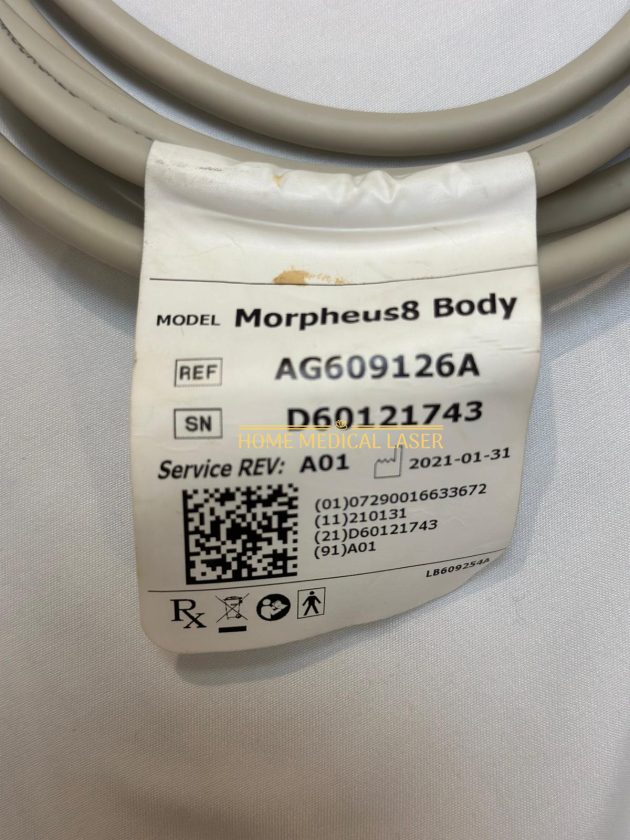 MODEL Morpheus8 Body
REF AG609126A
SN D60121743
HOME MEDICAL LASER
Service REV: A01 2021-01-31
(01)07290016633672
(11)210131
(21)D60121743
(91)A01
LB609254A
Rx